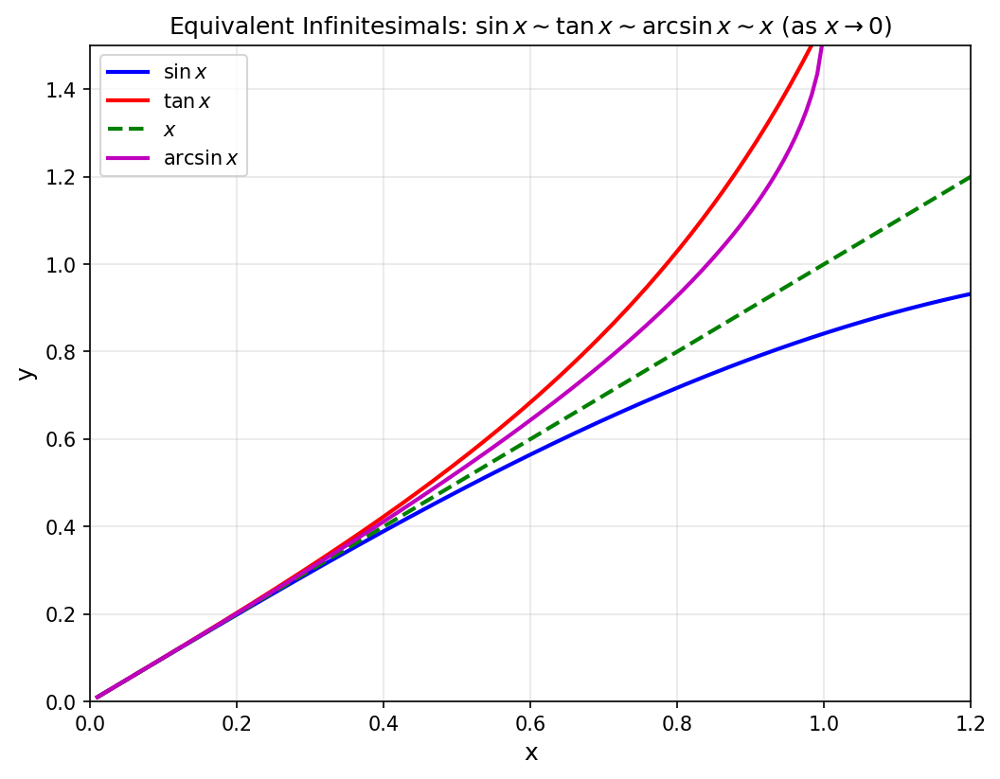 Equivalent Infinitesimals: sin x ∼ tan x ∼ arcsin x ∼ x (as x → 0)
sin x
tan x
x
arcsin x
1.4
1.2
1.0
0.8
0.6
0.4
0.2
0.0
y
0.0 0.2 0.4 0.6 0.8 1.0 1.2
x